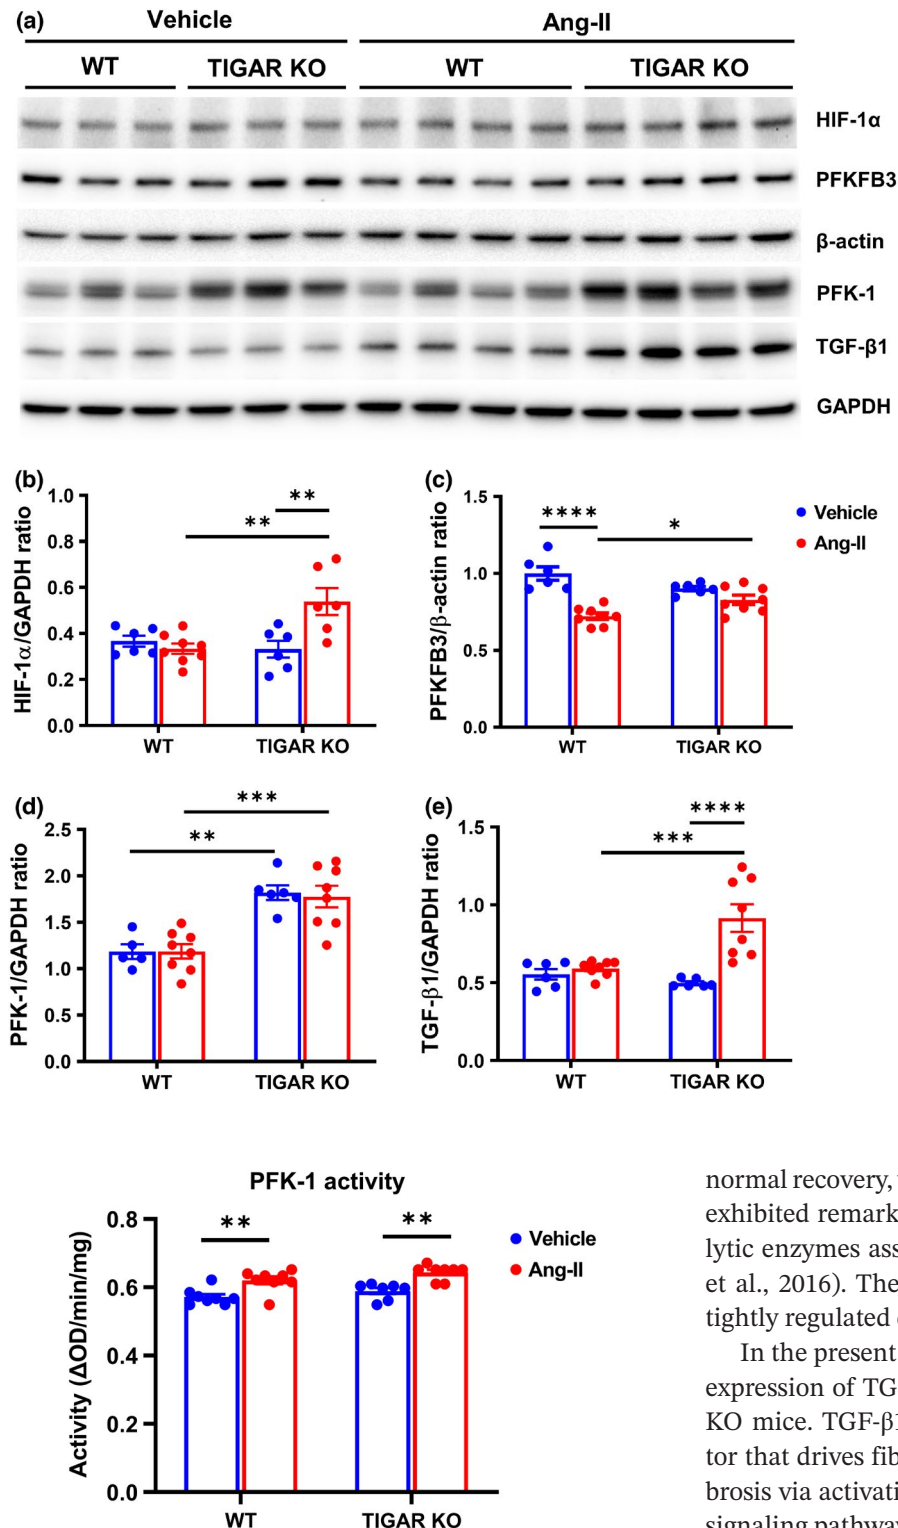 (a)
Vehicle Ang-II
WT TIGAR KO WT TIGAR KO
HIF-1α
PFKFB3
β-actin
PFK-1
TGF-β1
GAPDH
(b)
HIF-1α/GAPDH ratio
1.0
0.8
0.6
0.4
0.2
0.0
**
**
WT TIGAR KO
(c)
PFKFB3/β-actin ratio
1.5
1.0
0.5
0.0
****
*
WT TIGAR KO
Vehicle
Ang-II
(d)
PFK-1/GAPDH ratio
2.5
2.0
1.5
1.0
0.5
0.0
***
**
WT TIGAR KO
(e)
TGF-β1/GAPDH ratio
1.5
1.0
0.5
0.0
****
***
WT TIGAR KO
PFK-1 activity
Activity (ΔOD/min/mg)
0.8
0.6
0.4
0.2
0.0
**
**
WT TIGAR KO
Vehicle
Ang-II
normal recovery,
exhibited remark
lytic enzymes ass
et al., 2016). The
tightly regulated
In the present
expression of TG
KO mice. TGF-β1
tor that drives fib
brosis via activati
signaling pathway